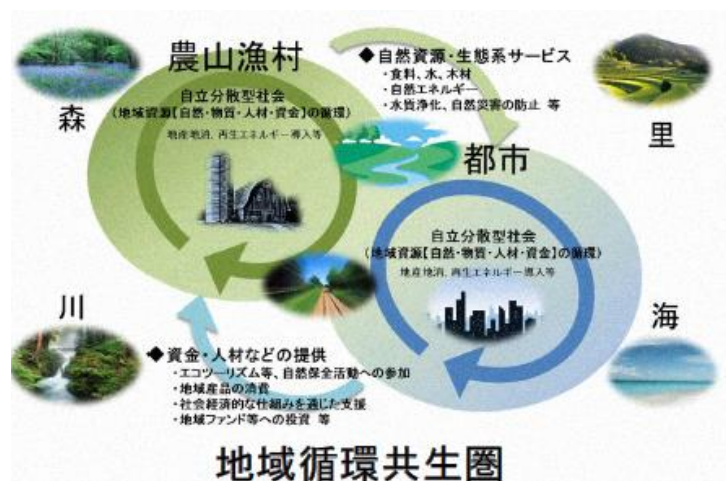 農山漁村
◆自然資源・生態系サービス
・食料、水、木材
・自然エネルギー
・水質浄化、自然災害の防止 等
森
自立分散型社会
(地域資源【自然・物質・人材・資金】の循環)
地産地消、再生エネルギー導入等
里
都市
自立分散型社会
(地域資源【自然・物質・人材・資金】の循環)
地産地消、再生エネルギー導入等
川
海
◆資金・人材などの提供
・エコツーリズム等、自然保全活動への参加
・地域産品の消費
・社会経済的な仕組みを通じた支援
・地域ファンド等への投資 等
地域循環共生圏